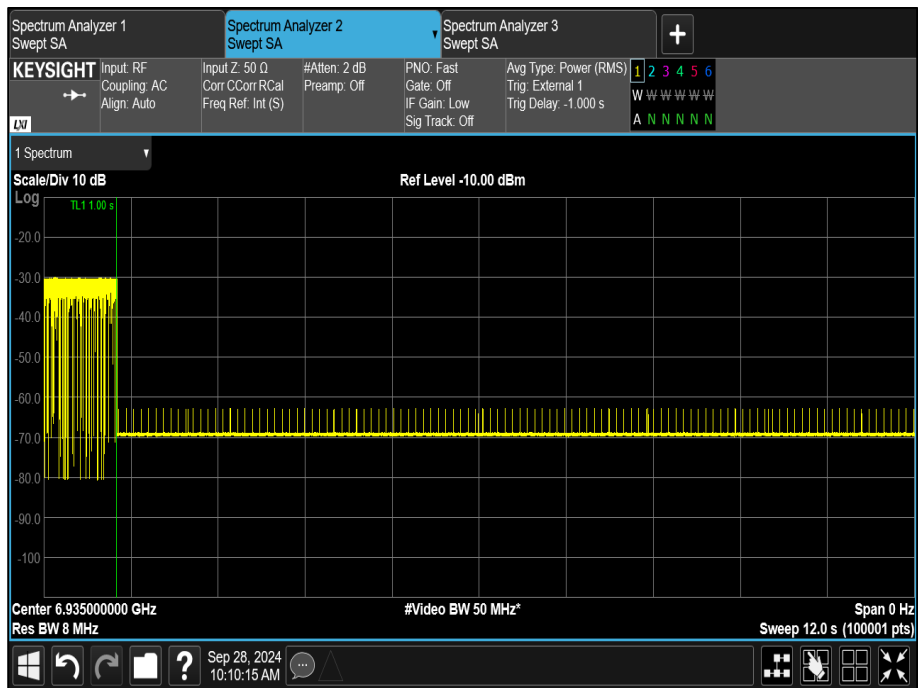 Spectrum Analyzer 1
Swept SA
Spectrum Analyzer 2
Swept SA
Spectrum Analyzer 3
Swept SA
+
KEYSIGHT
LXI
Input: RF
Coupling: AC
Align: Auto
Input Z: 50 Ω
Corr CCorr RCal
Freq Ref: Int (S)
#Atten: 2 dB
Preamp: Off
PNO: Fast
Gate: Off
IF Gain: Low
Sig Track: Off
Avg Type: Power (RMS)
Trig: External 1
Trig Delay: -1.000 s
1 2 3 4 5 6
W W W W W W
A N N N N N
1 Spectrum
Scale/Div 10 dB
Ref Level -10.00 dBm
Log
TL1 1.00 s
-20.0
-30.0
-40.0
-50.0
-60.0
-70.0
-80.0
-90.0
-100
Center 6.935000000 GHz
#Video BW 50 MHz*
Span 0 Hz
Res BW 8 MHz
Sweep 12.0 s (100001 pts)
?
Sep 28, 2024
10:10:15 AM